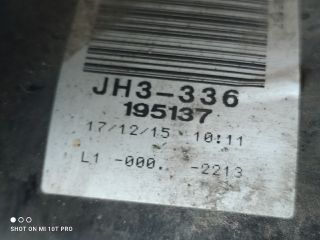 JH3-336
195137
17/12/15 10:11
L1 -000. -2213
SHOT ON MI 10T PRO